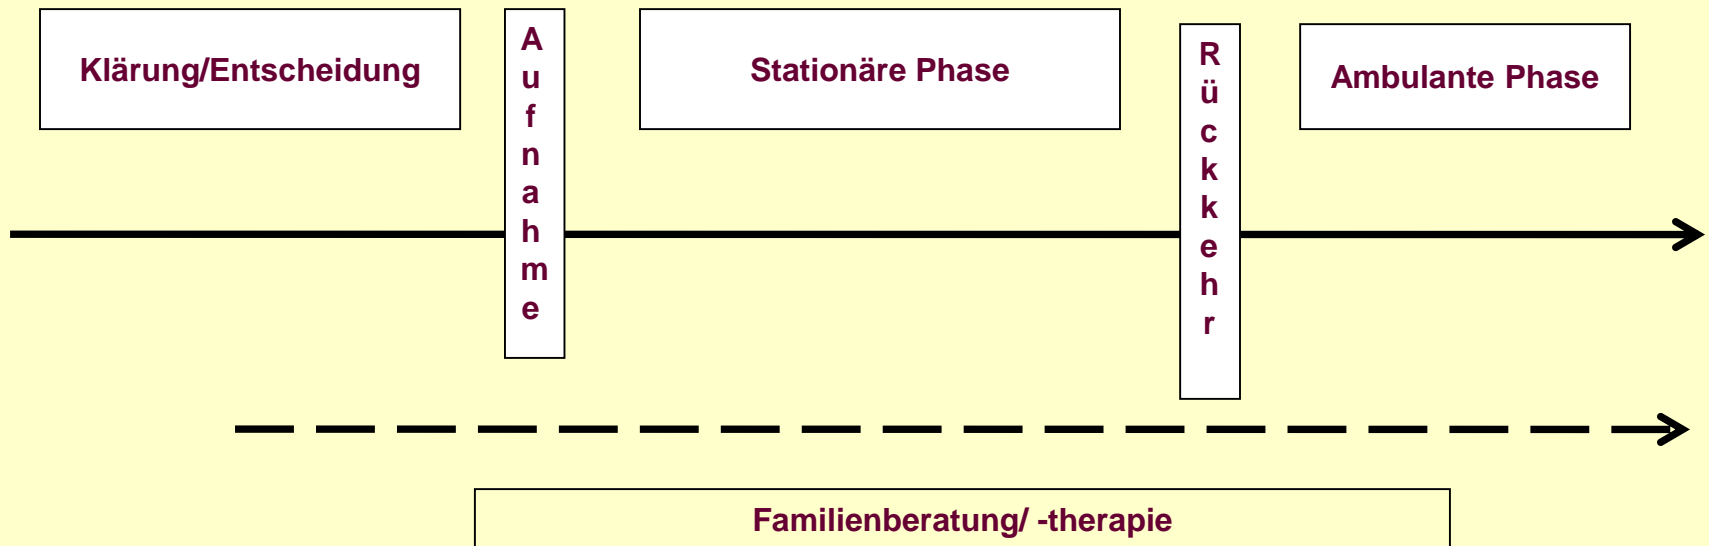 Klärung/Entscheidung
Aufnahme
Stationäre Phase
Rückkehr
Ambulante Phase
Familienberatung/ -therapie